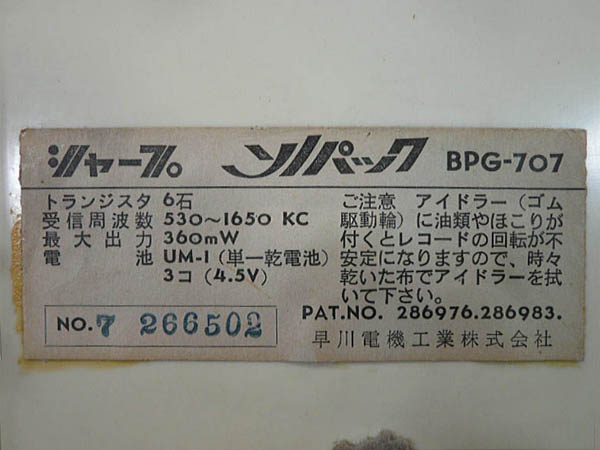 シャープ ソノパック BPG-707
トランジスタ 6石
受信周波数 530～1650 KC
最大出力 360mW
電池 UM-1（単一乾電池）
3コ（4.5V）
NO.7 266502
ご注意 アイドラー（ゴム
駆動輪）に油類やほこりが
付くとレコードの回転が不
安定になりますので、時々
乾いた布でアイドラーを拭
いて下さい。
PAT.NO. 286976.286983.
早川電機工業株式会社